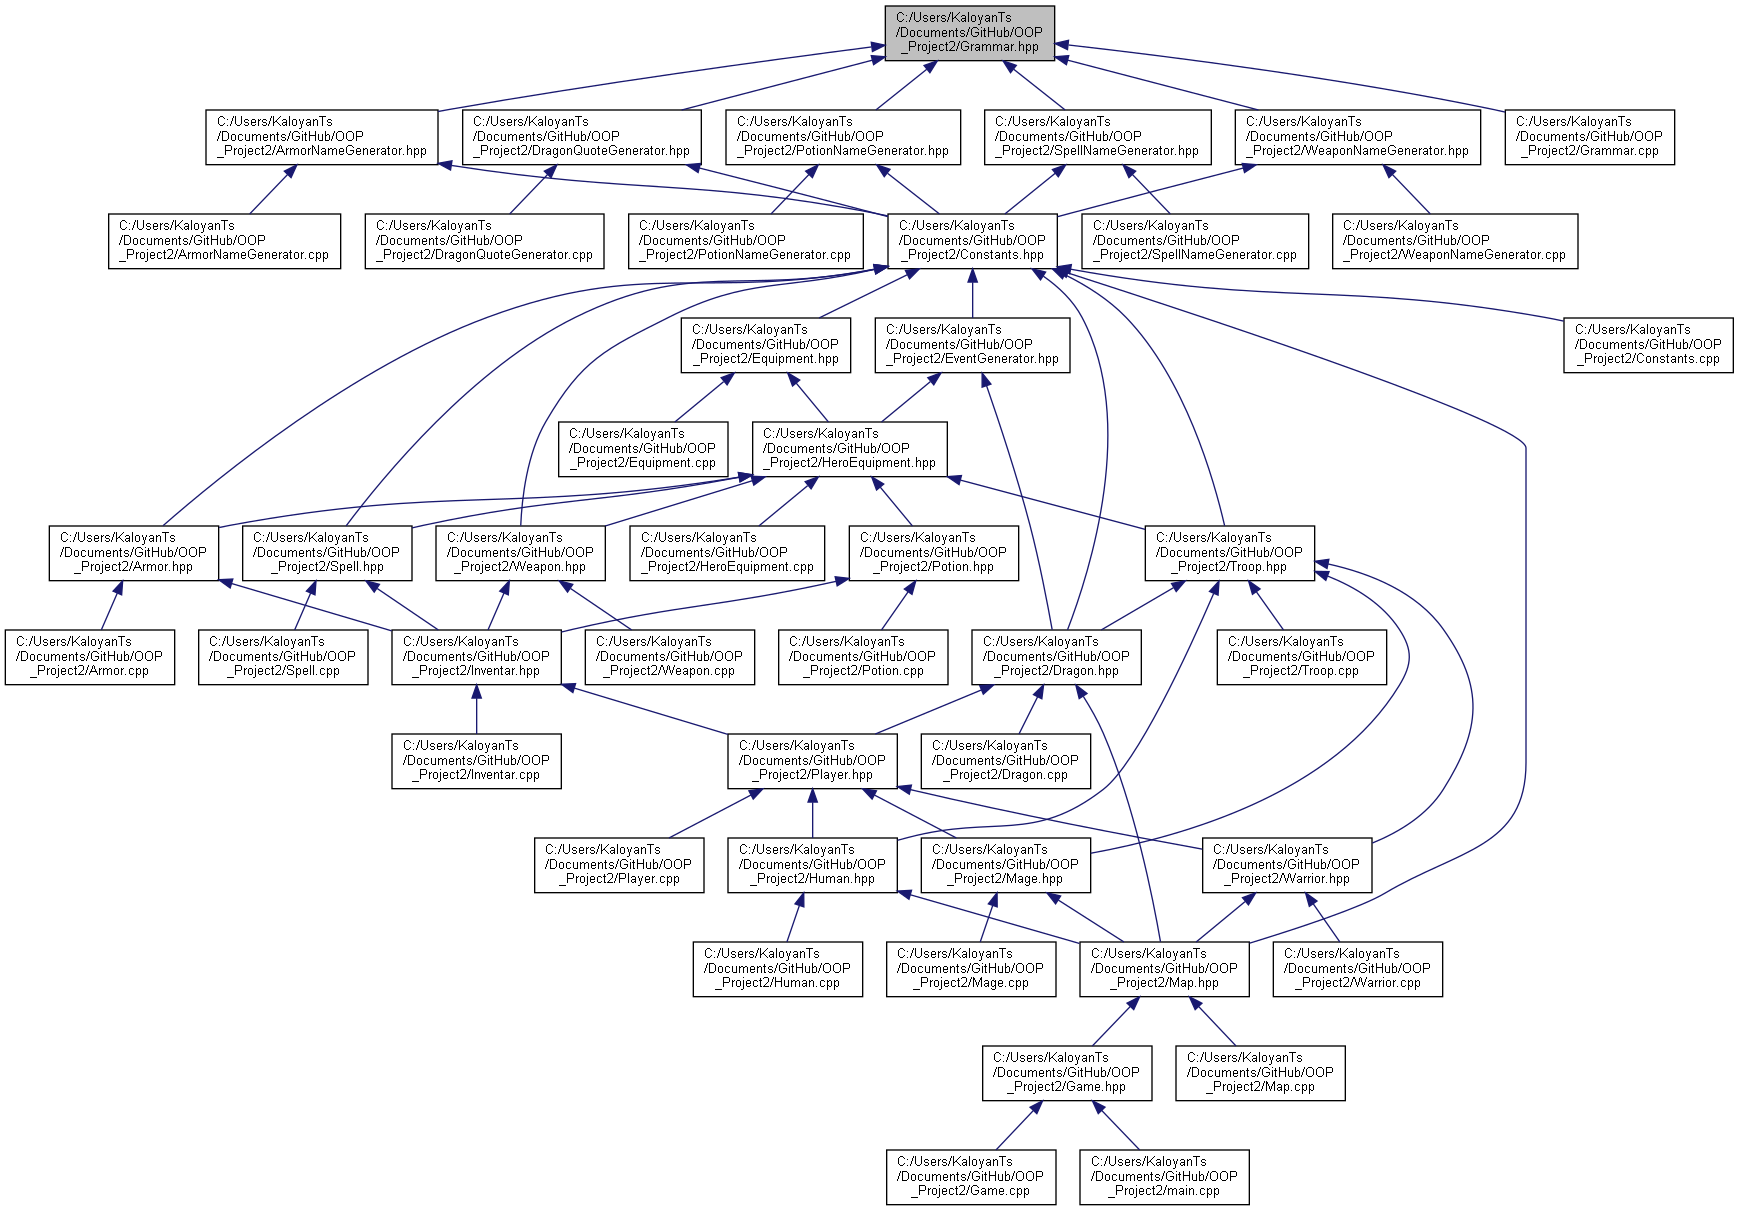 C:/Users/KaloyanTs
/Documents/GitHub/OOP
_Project2/Grammar.hpp
C:/Users/KaloyanTs
/Documents/GitHub/OOP
_Project2/ArmorNameGenerator.hpp
C:/Users/KaloyanTs
/Documents/GitHub/OOP
_Project2/DragonQuoteGenerator.hpp
C:/Users/KaloyanTs
/Documents/GitHub/OOP
_Project2/PotionNameGenerator.hpp
C:/Users/KaloyanTs
/Documents/GitHub/OOP
_Project2/SpellNameGenerator.hpp
C:/Users/KaloyanTs
/Documents/GitHub/OOP
_Project2/WeaponNameGenerator.hpp
C:/Users/KaloyanTs
/Documents/GitHub/OOP
_Project2/Grammar.cpp
C:/Users/KaloyanTs
/Documents/GitHub/OOP
_Project2/ArmorNameGenerator.cpp
C:/Users/KaloyanTs
/Documents/GitHub/OOP
_Project2/DragonQuoteGenerator.cpp
C:/Users/KaloyanTs
/Documents/GitHub/OOP
_Project2/PotionNameGenerator.cpp
C:/Users/KaloyanTs
/Documents/GitHub/OOP
_Project2/Constants.hpp
C:/Users/KaloyanTs
/Documents/GitHub/OOP
_Project2/SpellNameGenerator.cpp
C:/Users/KaloyanTs
/Documents/GitHub/OOP
_Project2/WeaponNameGenerator.cpp
C:/Users/KaloyanTs
/Documents/GitHub/OOP
_Project2/Equipment.hpp
C:/Users/KaloyanTs
/Documents/GitHub/OOP
_Project2/EventGenerator.hpp
C:/Users/KaloyanTs
/Documents/GitHub/OOP
_Project2/Constants.cpp
C:/Users/KaloyanTs
/Documents/GitHub/OOP
_Project2/Equipment.cpp
C:/Users/KaloyanTs
/Documents/GitHub/OOP
_Project2/HeroEquipment.hpp
C:/Users/KaloyanTs
/Documents/GitHub/OOP
_Project2/Armor.hpp
C:/Users/KaloyanTs
/Documents/GitHub/OOP
_Project2/Spell.hpp
C:/Users/KaloyanTs
/Documents/GitHub/OOP
_Project2/Weapon.hpp
C:/Users/KaloyanTs
/Documents/GitHub/OOP
_Project2/HeroEquipment.cpp
C:/Users/KaloyanTs
/Documents/GitHub/OOP
_Project2/Potion.hpp
C:/Users/KaloyanTs
/Documents/GitHub/OOP
_Project2/Troop.hpp
C:/Users/KaloyanTs
/Documents/GitHub/OOP
_Project2/Armor.cpp
C:/Users/KaloyanTs
/Documents/GitHub/OOP
_Project2/Spell.cpp
C:/Users/KaloyanTs
/Documents/GitHub/OOP
_Project2/Inventar.hpp
C:/Users/KaloyanTs
/Documents/GitHub/OOP
_Project2/Weapon.cpp
C:/Users/KaloyanTs
/Documents/GitHub/OOP
_Project2/Potion.cpp
C:/Users/KaloyanTs
/Documents/GitHub/OOP
_Project2/Dragon.hpp
C:/Users/KaloyanTs
/Documents/GitHub/OOP
_Project2/Troop.cpp
C:/Users/KaloyanTs
/Documents/GitHub/OOP
_Project2/Inventar.cpp
C:/Users/KaloyanTs
/Documents/GitHub/OOP
_Project2/Player.hpp
C:/Users/KaloyanTs
/Documents/GitHub/OOP
_Project2/Dragon.cpp
C:/Users/KaloyanTs
/Documents/GitHub/OOP
_Project2/Player.cpp
C:/Users/KaloyanTs
/Documents/GitHub/OOP
_Project2/Human.hpp
C:/Users/KaloyanTs
/Documents/GitHub/OOP
_Project2/Mage.hpp
C:/Users/KaloyanTs
/Documents/GitHub/OOP
_Project2/Warrior.hpp
C:/Users/KaloyanTs
/Documents/GitHub/OOP
_Project2/Human.cpp
C:/Users/KaloyanTs
/Documents/GitHub/OOP
_Project2/Mage.cpp
C:/Users/KaloyanTs
/Documents/GitHub/OOP
_Project2/Map.hpp
C:/Users/KaloyanTs
/Documents/GitHub/OOP
_Project2/Warrior.cpp
C:/Users/KaloyanTs
/Documents/GitHub/OOP
_Project2/Game.hpp
C:/Users/KaloyanTs
/Documents/GitHub/OOP
_Project2/Map.cpp
C:/Users/KaloyanTs
/Documents/GitHub/OOP
_Project2/Game.cpp
C:/Users/KaloyanTs
/Documents/GitHub/OOP
_Project2/main.cpp